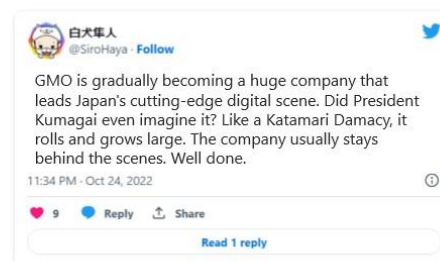 白犬隼人
@SiroHaya · Follow
GMO is gradually becoming a huge company that
leads Japan's cutting-edge digital scene. Did President
Kumagai even imagine it? Like a Katamari Damacy, it
rolls and grows large. The company usually stays
behind the scenes. Well done.
11:34 PM · Oct 24, 2022
9 Reply Share
Read 1 reply